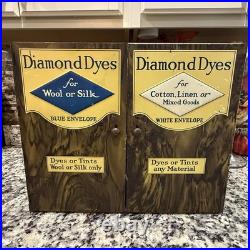 Diamond Dyes
for
Wool or Silk
BLUE ENVELOPE
Dyes or Tints
Wool or Silk only
Diamond Dyes
for
Cotton, Linen or
Mixed Goods
WHITE ENVELOPE
Dyes or Tints
any Material